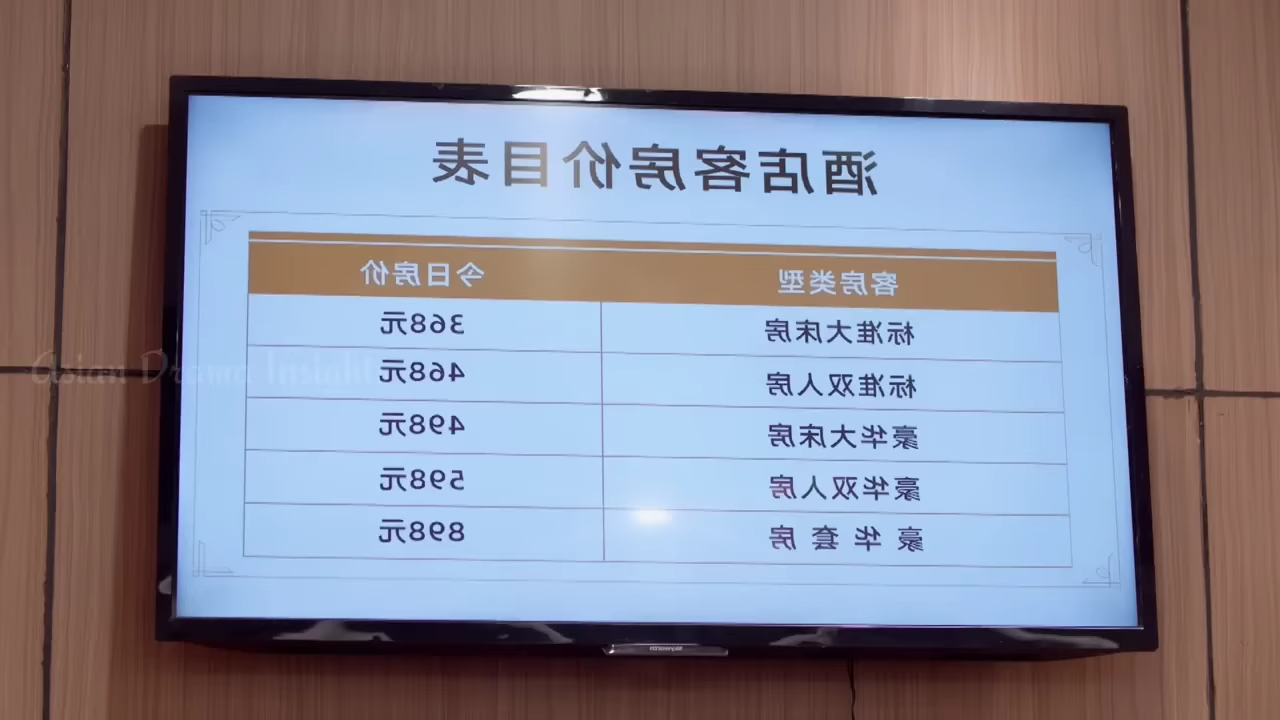 酒店客房价目表
客房类型 今日房价
标准大床房 368元
标准双人房 468元
豪华大床房 498元
豪华双人房 598元
豪华套房 898元
Asian Drama Insight